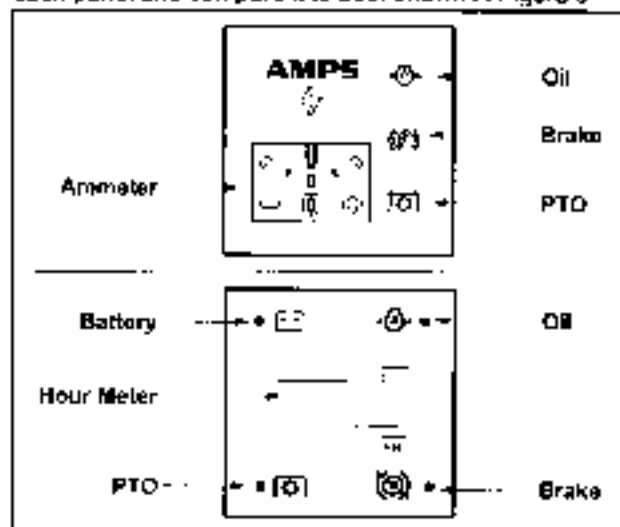 AMPS
Oil
Brake
Ammeter
PTO
Battery
Oil
Hour Meter
PTO
Brake